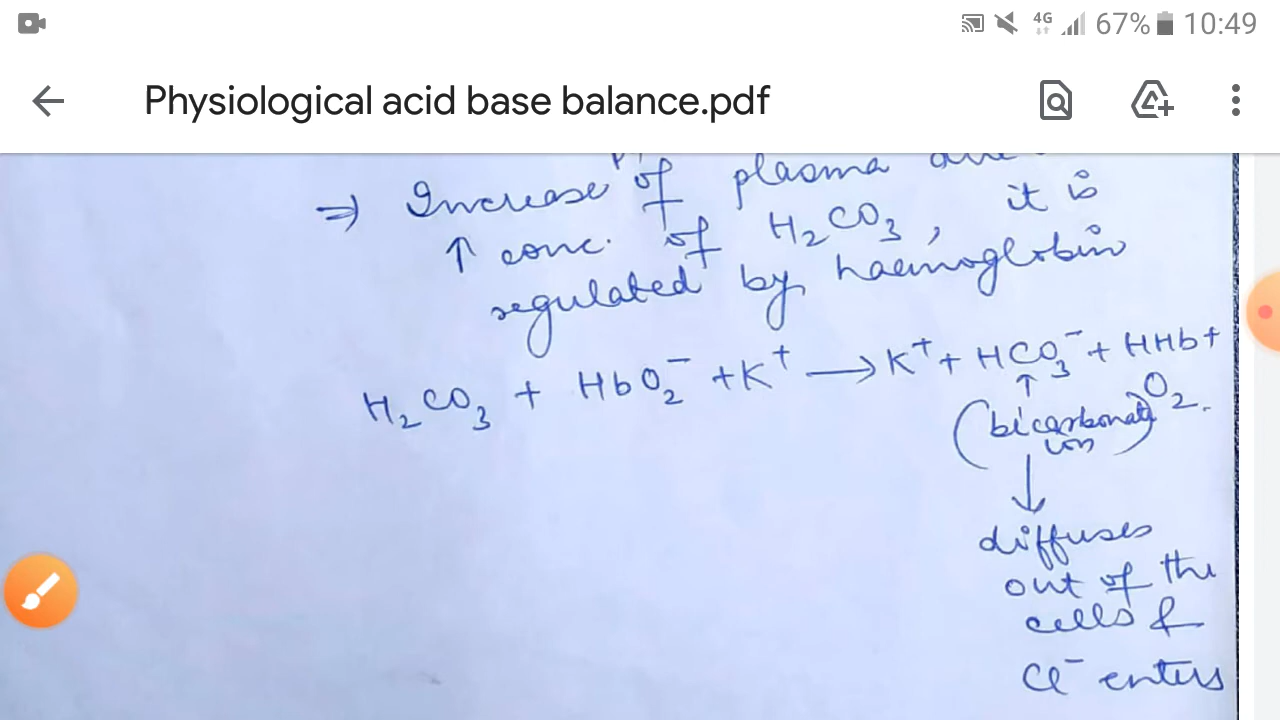 4G 67% 10:49
Physiological acid base balance.pdf
⇒ Increase of plasma
↑ conc. of H₂CO₃, it is
regulated by haemoglobin
H₂CO₃ + HbO₂⁻ + K⁺ ⟶ K⁺ + HCO₃⁻ + HHb +
O₂.
↑
(bicarbonate
ion)
↓
diffuses
out of the
cells &
Cl⁻ enters